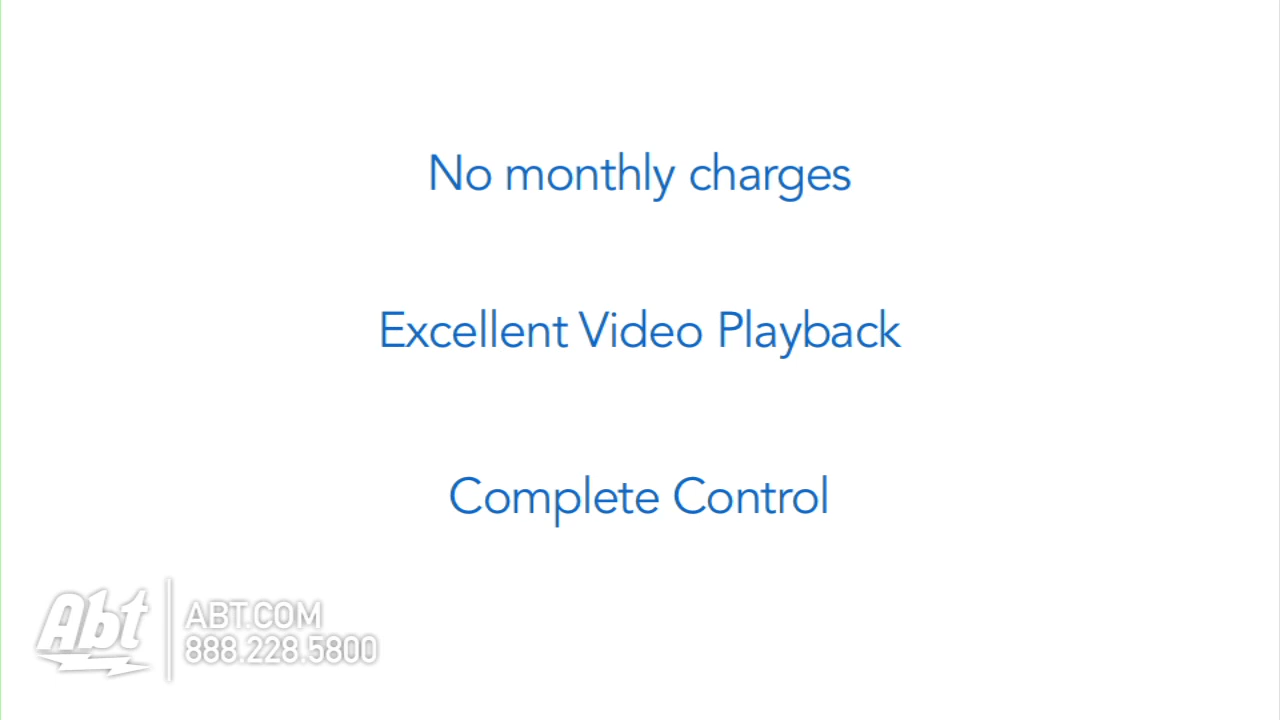 No monthly charges
Excellent Video Playback
Complete Control
Abt
ABT.COM
888.228.5800